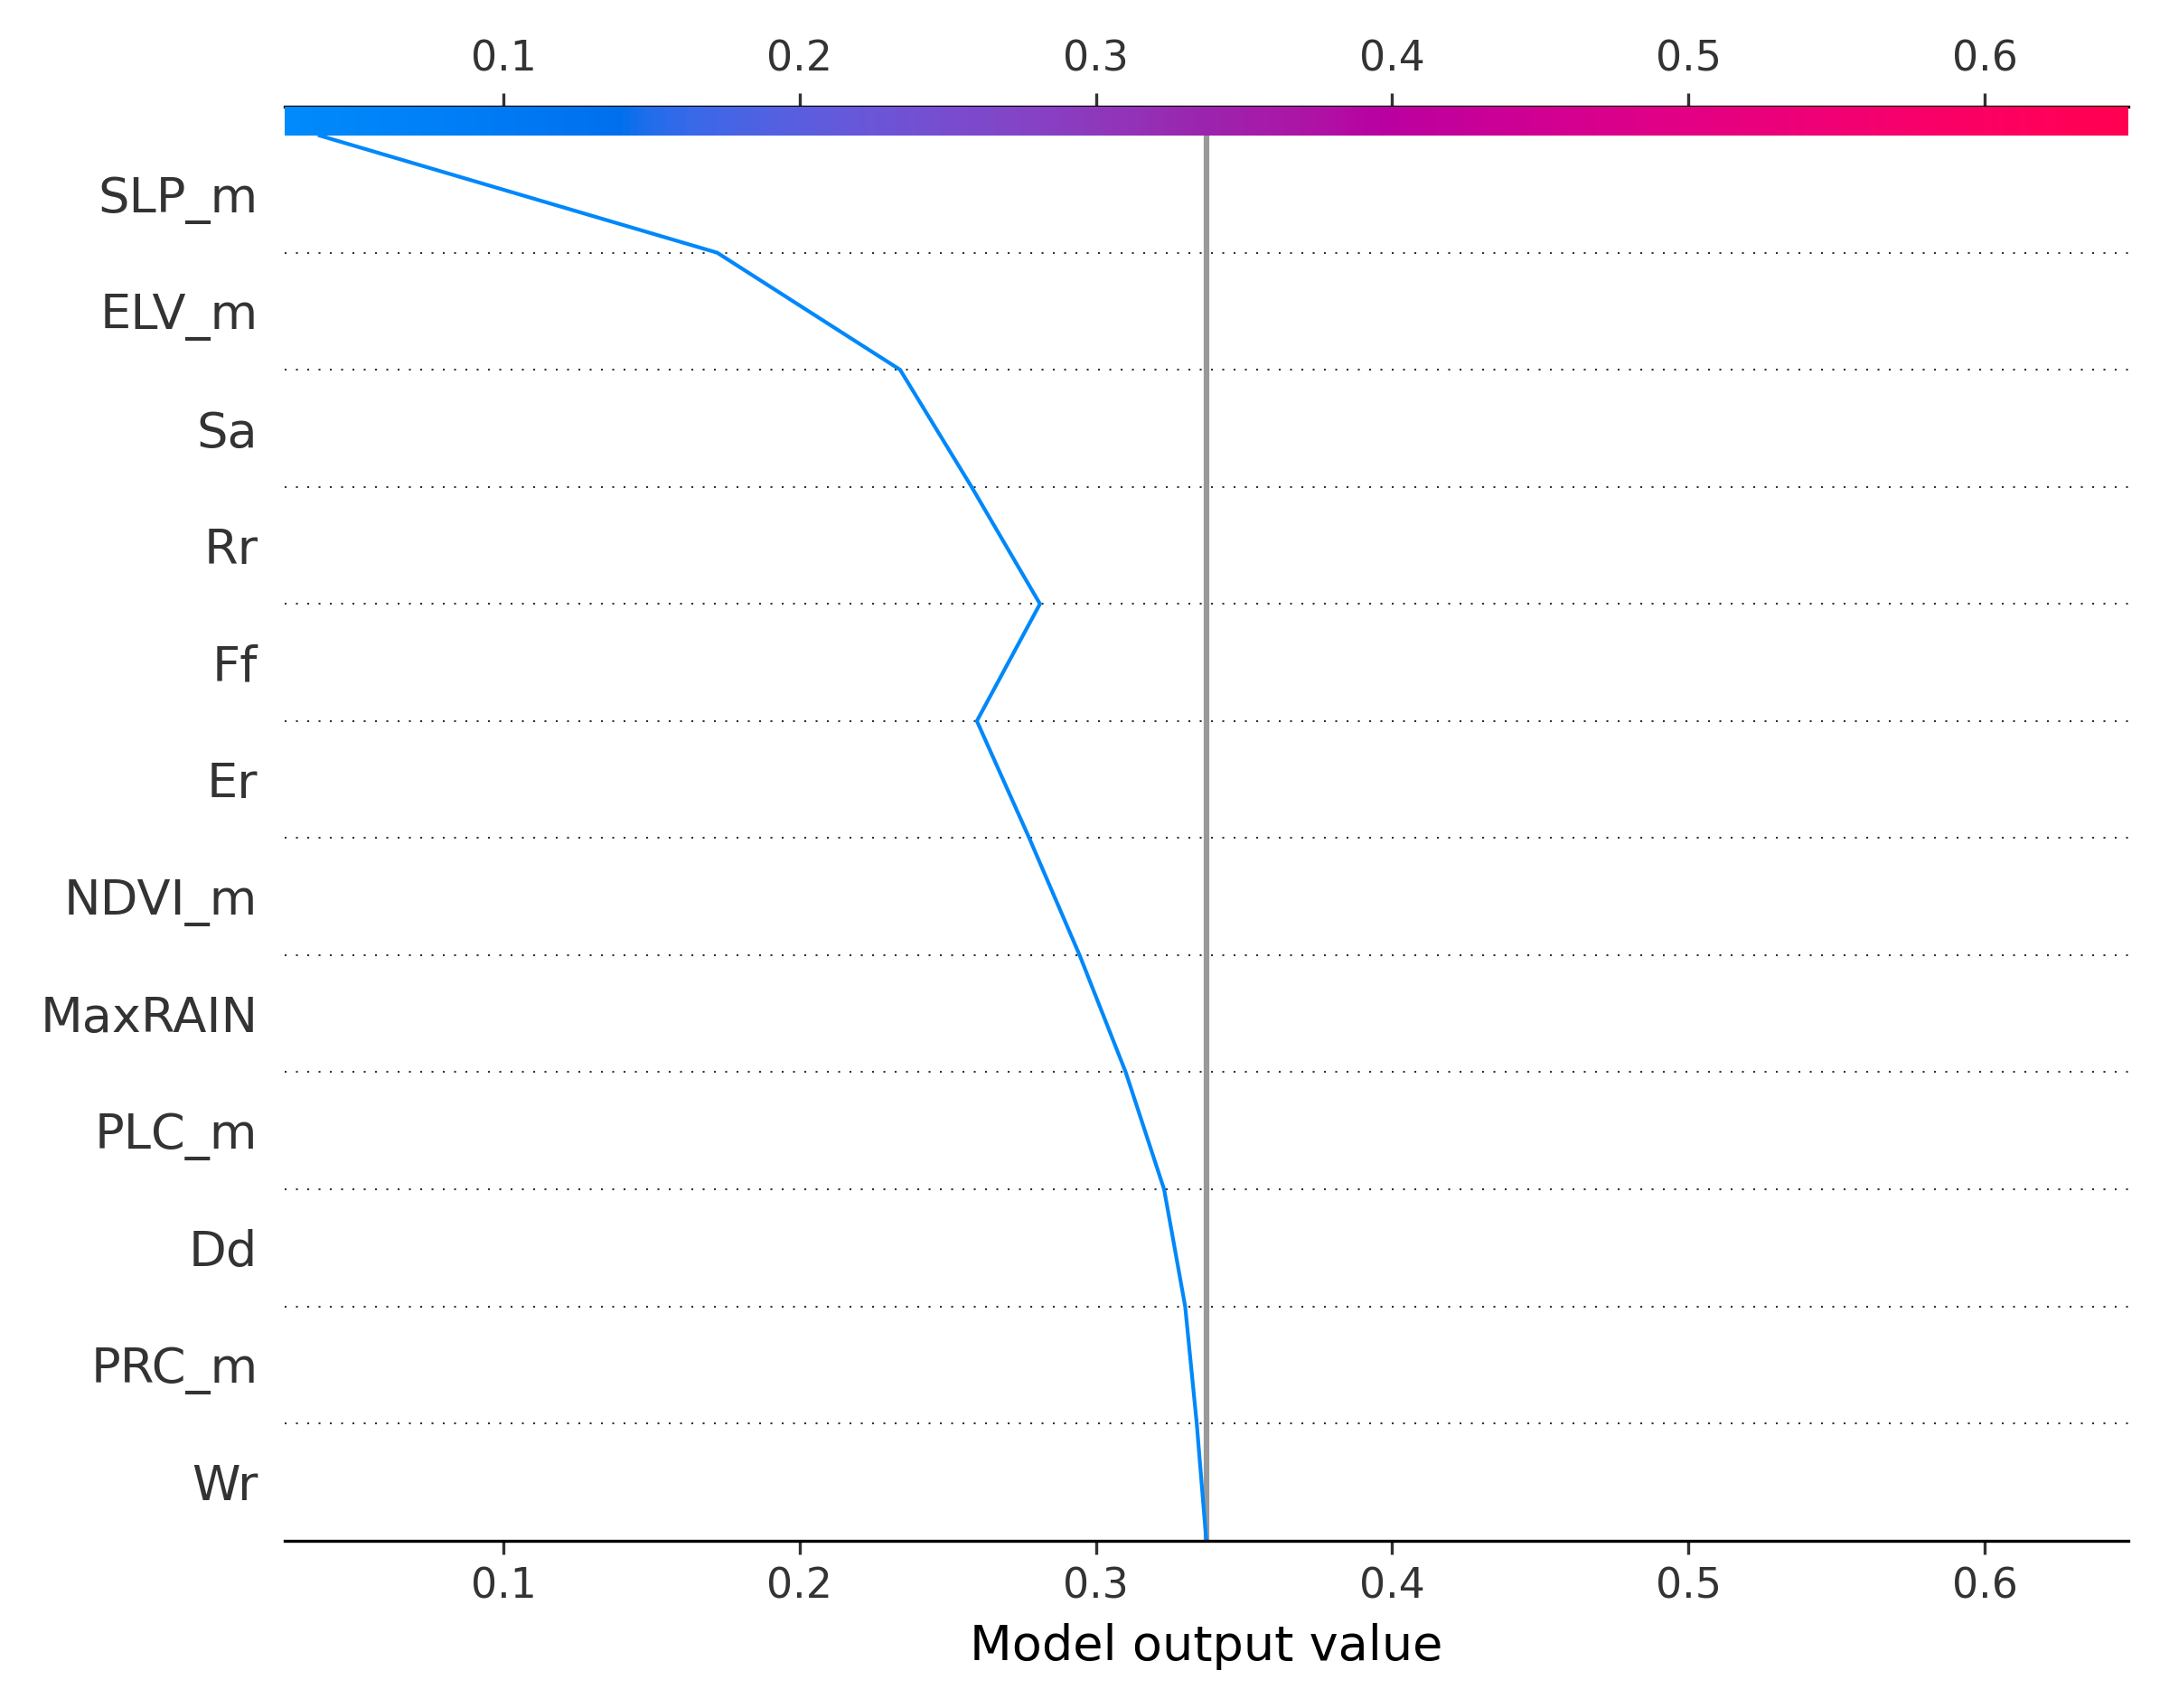 0.1 0.2 0.3 0.4 0.5 0.6
SLP_m
ELV_m
Sa
Rr
Ff
Er
NDVI_m
MaxRAIN
PLC_m
Dd
PRC_m
Wr
0.1 0.2 0.3 0.4 0.5 0.6
Model output value